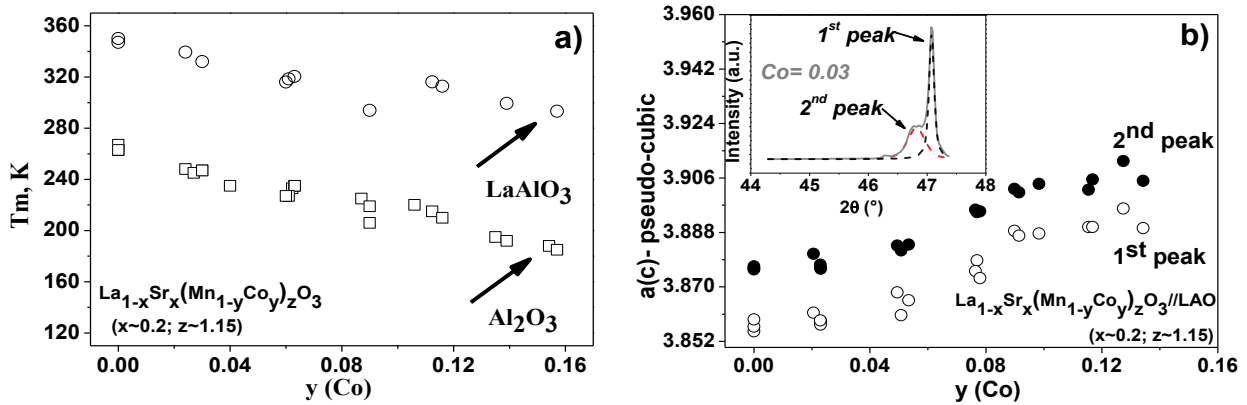 a)
Tm, K
360
320
280
240
200
160
120
LaAlO3
Al2O3
La1-xSrx(Mn1-yCoy)zO3
(x~0.2; z~1.15)
0.00 0.04 0.08 0.12 0.16
y (Co)
b)
a(c)- pseudo-cubic
3.960
3.942
3.924
3.906
3.888
3.870
3.852
Intensity (a.u.)
1st peak
Co= 0.03
2nd peak
44 45 46 47 48
2θ (°)
2nd peak
1st peak
La1-xSrx(Mn1-yCoy)zO3//LAO
(x~0.2; z~1.15)
0.00 0.04 0.08 0.12 0.16
y (Co)